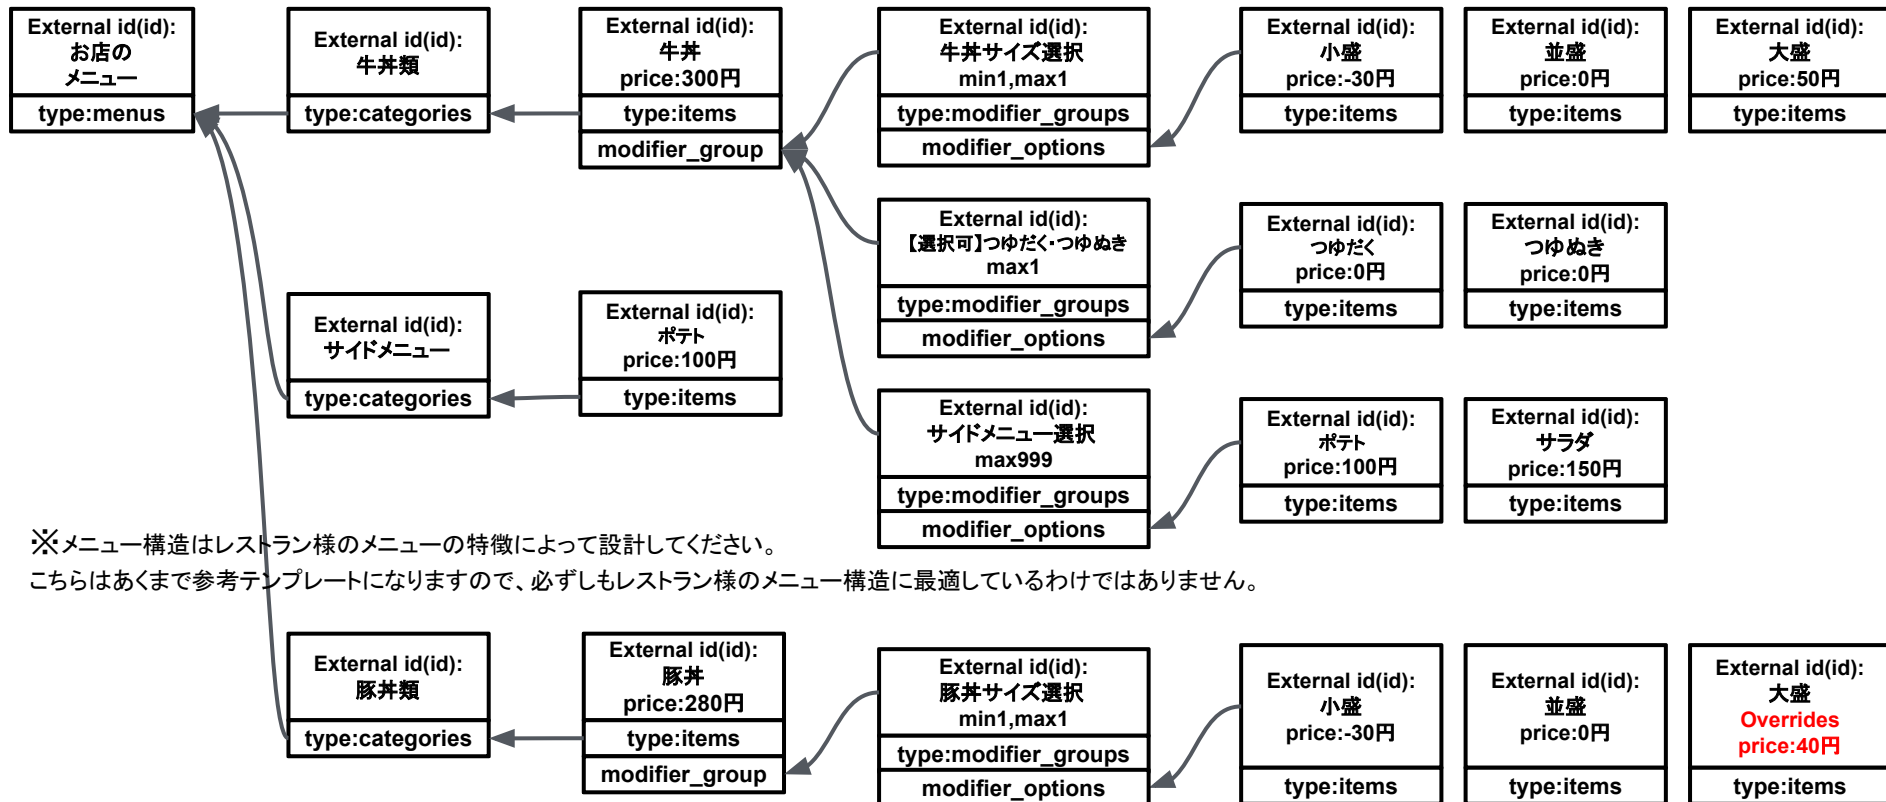 External id(id):
お店の
メニュー
type:menus
External id(id):
牛丼類
type:categories
External id(id):
牛丼
price:300円
type:items
modifier_group
External id(id):
牛丼サイズ選択
min1,max1
type:modifier_groups
modifier_options
External id(id):
小盛
price:-30円
type:items
External id(id):
並盛
price:0円
type:items
External id(id):
大盛
price:50円
type:items
External id(id):
【選択可】つゆだく・つゆぬき
max1
type:modifier_groups
modifier_options
External id(id):
つゆだく
price:0円
type:items
External id(id):
つゆぬき
price:0円
type:items
External id(id):
サイドメニュー
type:categories
External id(id):
ポテト
price:100円
type:items
External id(id):
サイドメニュー選択
max999
type:modifier_groups
modifier_options
External id(id):
ポテト
price:100円
type:items
External id(id):
サラダ
price:150円
type:items
※メニュー構造はレストラン様のメニューの特徴によって設計してください。
こちらはあくまで参考テンプレートになりますので、必ずしもレストラン様のメニュー構造に最適しているわけではありません。
External id(id):
豚丼類
type:categories
External id(id):
豚丼
price:280円
type:items
modifier_group
External id(id):
豚丼サイズ選択
min1,max1
type:modifier_groups
modifier_options
External id(id):
小盛
price:-30円
type:items
External id(id):
並盛
price:0円
type:items
External id(id):
大盛
Overrides
price:40円
type:items